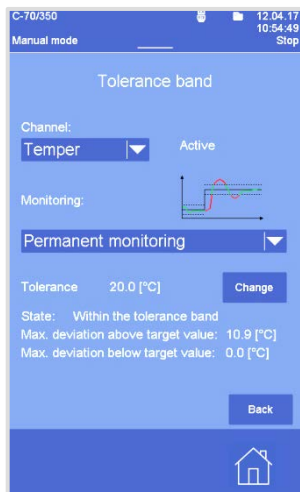 C-70/350 12.04.17
10:54:49
Manual mode Stop
Tolerance band
Channel:
Temper Active
Monitoring:
Permanent monitoring
Tolerance 20.0 [°C] Change
State: Within the tolerance band
Max. deviation above target value: 10.9 [°C]
Max. deviation below target value: 0.0 [°C]
Back